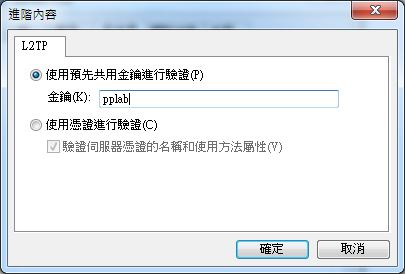 進階內容
L2TP
使用預先共用金鑰進行驗證(P)
金鑰(K): pplab
使用憑證進行驗證(C)
驗證伺服器憑證的名稱和使用方法屬性(V)
確定 取消